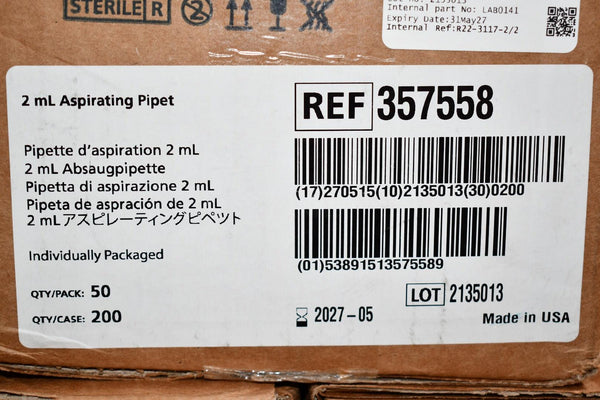 STERILE R
2135013
Internal part No: LAB0141
Expiry Date:31May27
Internal Ref:R22-3117-2/2
2 mL Aspirating Pipet
REF 357558
Pipette d'aspiration 2 mL
2 mL Absaugpipette
Pipetta di aspirazione 2 mL
Pipeta de aspración de 2 mL
2 mLアスピレーティングピペット
(17)270515(10)2135013(30)0200
Individually Packaged
(01)53891513575589
QTY/PACK: 50
LOT 2135013
QTY/CASE: 200
2027-05
Made in USA